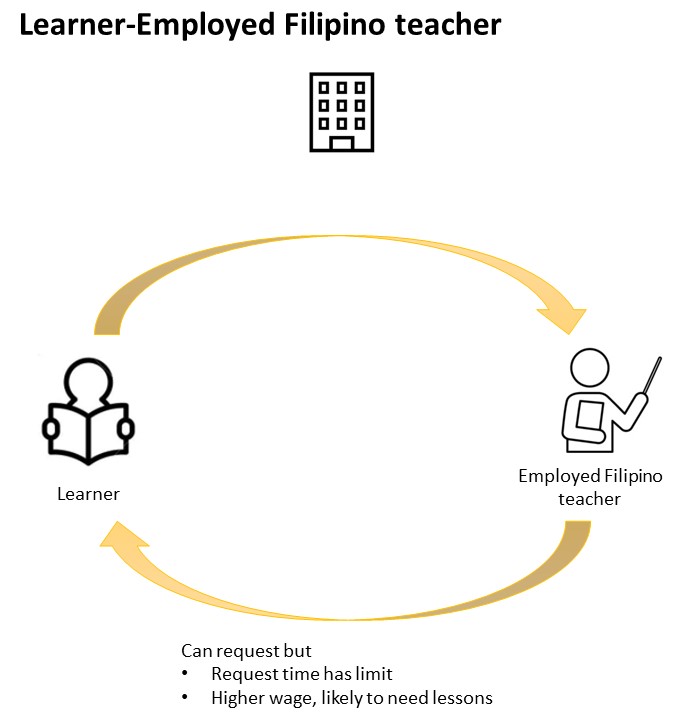 Learner-Employed Filipino teacher
Learner
Employed Filipino
teacher
Can request but
• Request time has limit
• Higher wage, likely to need lessons